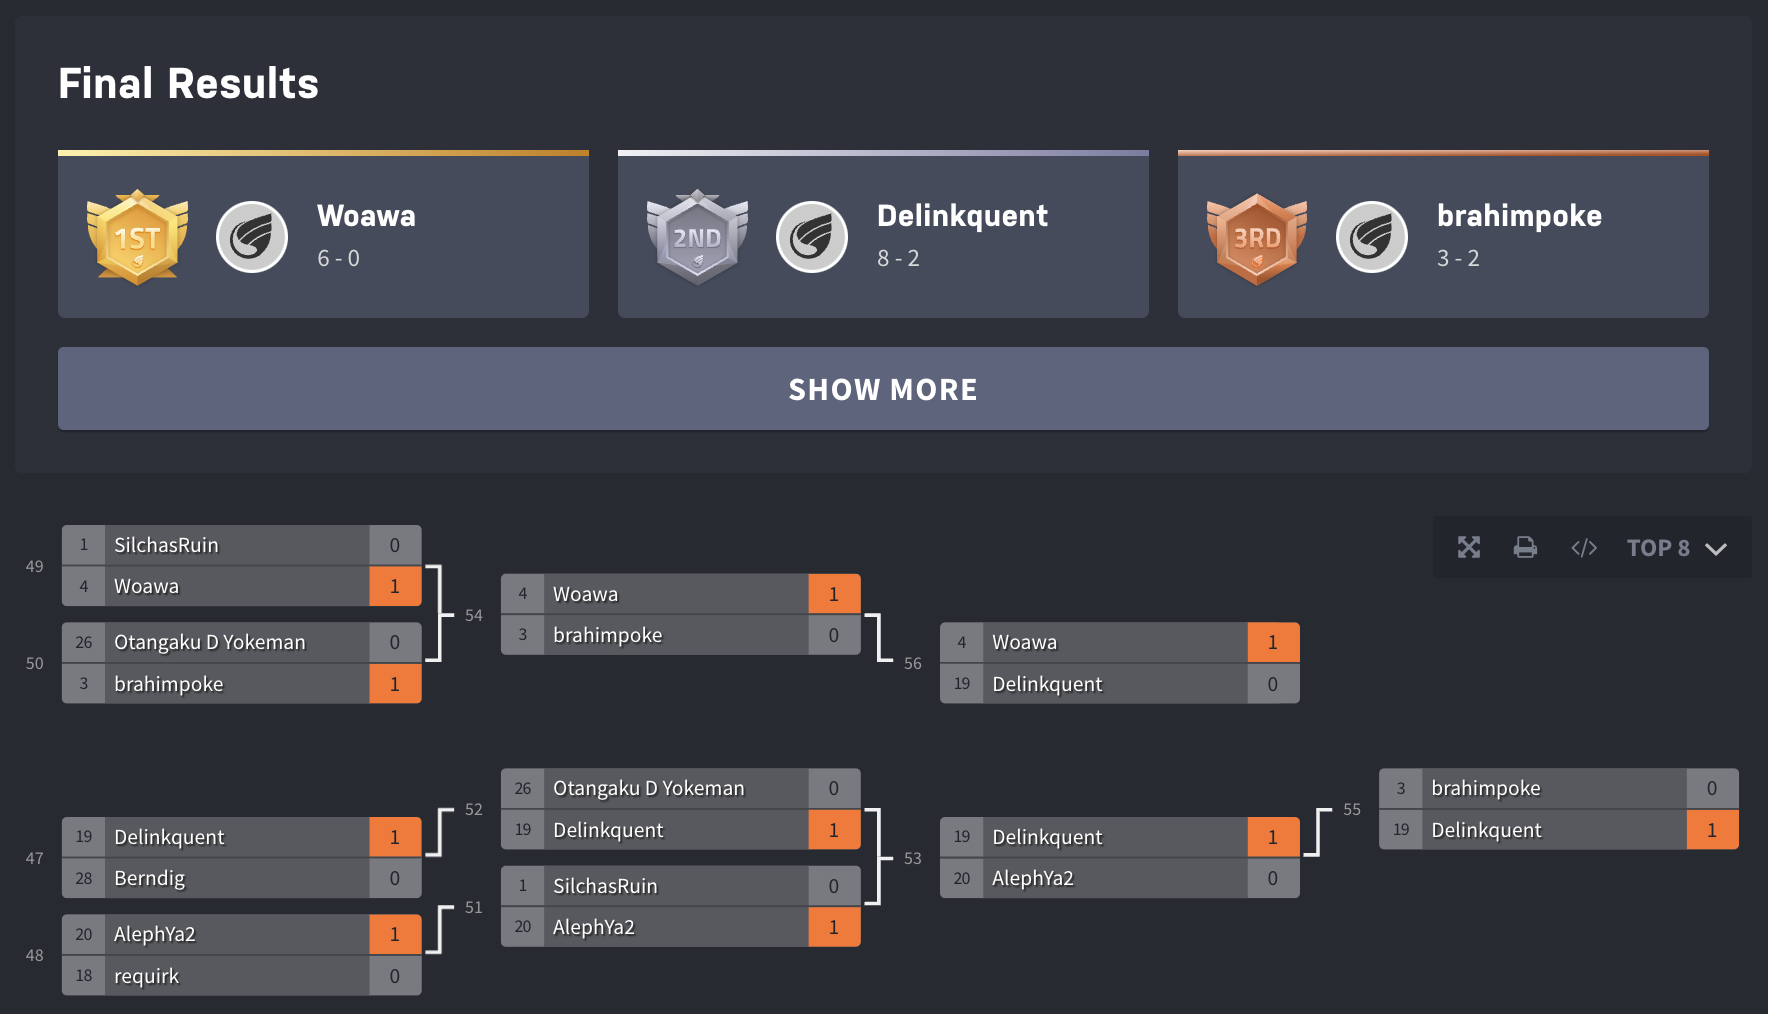 Final Results
1ST
Woawa
6 - 0
2ND
Delinkquent
8 - 2
3RD
brahimpoke
3 - 2
SHOW MORE
TOP 8
49
1 SilchasRuin 0
4 Woawa 1
50
26 Otangaku D Yokeman 0
3 brahimpoke 1
54
4 Woawa 1
3 brahimpoke 0
56
4 Woawa 1
19 Delinkquent 0
47
19 Delinkquent 1
28 Berndig 0
48
20 AlephYa2 1
18 requirk 0
52
26 Otangaku D Yokeman 0
19 Delinkquent 1
51
1 SilchasRuin 0
20 AlephYa2 1
53
19 Delinkquent 1
20 AlephYa2 0
55
3 brahimpoke 0
19 Delinkquent 1